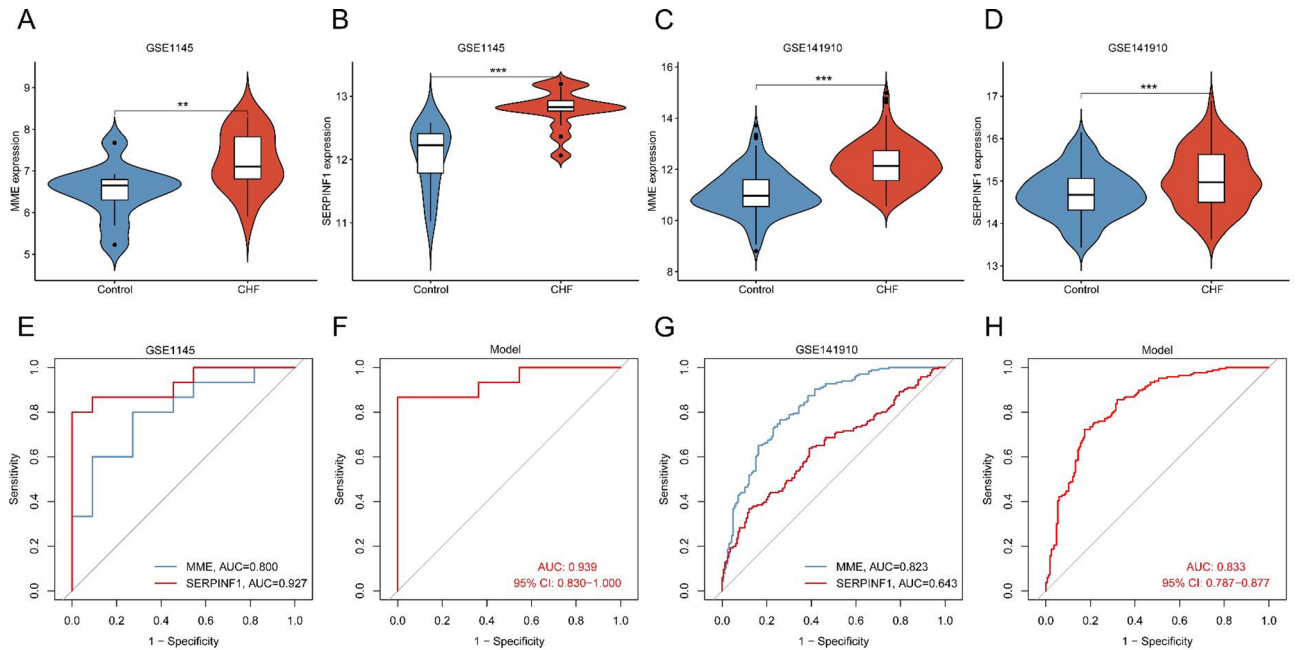 A
GSE1145
MME expression
9
8
7
6
5
**
Control
CHF
B
GSE1145
SERPINF1 expression
13
12
11
***
Control
CHF
C
GSE141910
MME expression
16
14
12
10
8
***
Control
CHF
D
GSE141910
SERPINF1 expression
17
16
15
14
13
***
Control
CHF
E
GSE1145
Sensitivity
1.0
0.8
0.6
0.4
0.2
0.0
MME, AUC=0.800
SERPINF1, AUC=0.927
0.0 0.2 0.4 0.6 0.8 1.0
1 − Specificity
F
Model
Sensitivity
1.0
0.8
0.6
0.4
0.2
0.0
AUC: 0.939
95% CI: 0.830−1.000
0.0 0.2 0.4 0.6 0.8 1.0
1 − Specificity
G
GSE141910
Sensitivity
1.0
0.8
0.6
0.4
0.2
0.0
MME, AUC=0.823
SERPINF1, AUC=0.643
0.0 0.2 0.4 0.6 0.8 1.0
1 − Specificity
H
Model
Sensitivity
1.0
0.8
0.6
0.4
0.2
0.0
AUC: 0.833
95% CI: 0.787−0.877
0.0 0.2 0.4 0.6 0.8 1.0
1 − Specificity